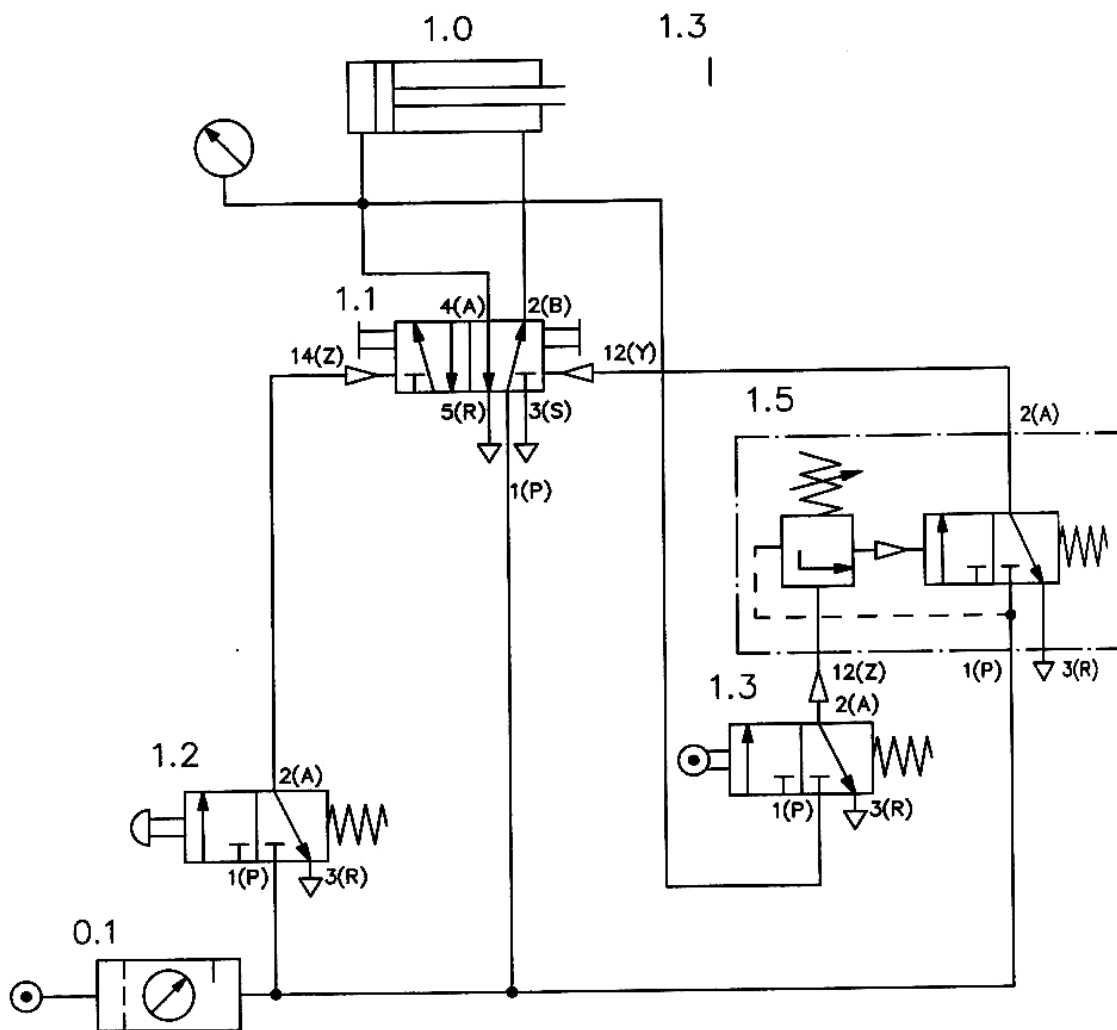 1.0
1.3
1.1
4(A)
2(B)
14(Z)
12(Y)
5(R)
3(S)
1(P)
1.5
2(A)
1(P)
3(R)
12(Z)
1.3
2(A)
1(P)
3(R)
1.2
2(A)
1(P)
3(R)
0.1